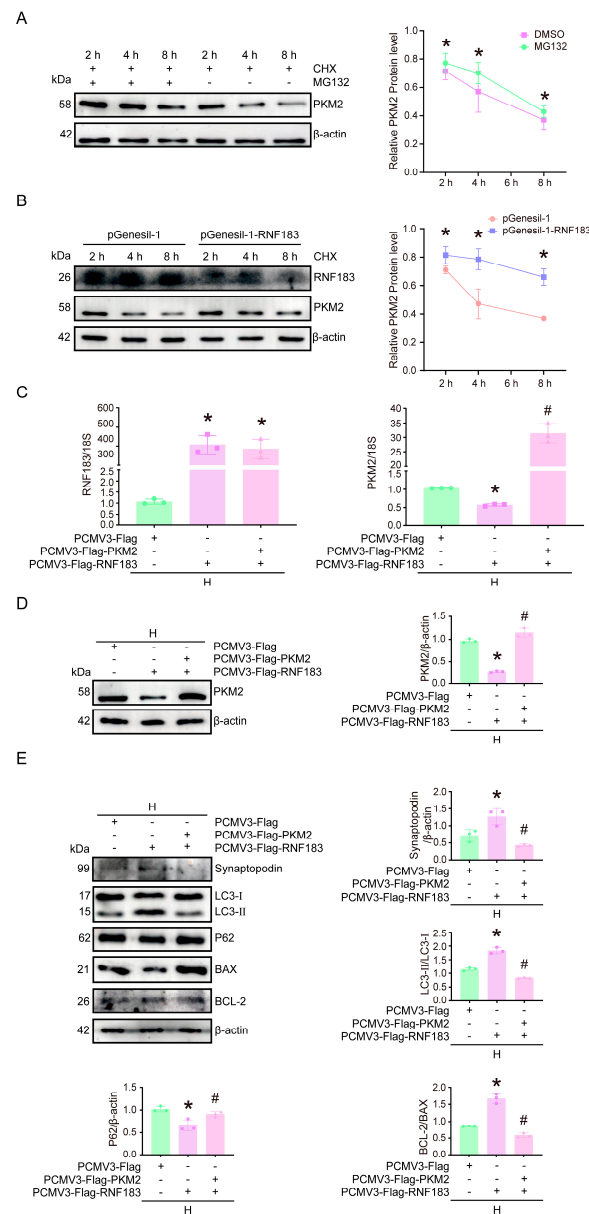 A
2 h 4 h 8 h 2 h 4 h 8 h
kDa + + + + + + CHX
+ + + - - - MG132
58 PKM2
42 β-actin
DMSO
MG132
Relative PKM2 Protein level
1.0
0.8
0.6
0.4
0.2
0.0
* * *
2 h 4 h 6 h 8 h
B
pGenesil-1 pGenesil-1-RNF183
kDa 2 h 4 h 8 h 2 h 4 h 8 h CHX
26 RNF183
58 PKM2
42 β-actin
pGenesil-1
pGenesil-1-RNF183
Relative PKM2 Protein level
1.0
0.8
0.6
0.4
0.2
0.0
* * *
2 h 4 h 6 h 8 h
C
RNF183/18S
600
500
400
300
2.5
2.0
1.5
1.0
0.5
0.0
* *
PCMV3-Flag + - -
PCMV3-Flag-PKM2 - - +
PCMV3-Flag-RNF183 - + +
H
PKM2/18S
40
35
30
25
20
1.5
1.0
0.5
0.0
* #
PCMV3-Flag + - -
PCMV3-Flag-PKM2 - - +
PCMV3-Flag-RNF183 - + +
H
D
H
+ - - PCMV3-Flag
- - + PCMV3-Flag-PKM2
kDa - + + PCMV3-Flag-RNF183
58 PKM2
42 β-actin
PKM2/β-actin
1.5
1.0
0.5
0.0
* #
PCMV3-Flag + - -
PCMV3-Flag-PKM2 - - +
PCMV3-Flag-RNF183 - + +
H
E
H
+ - - PCMV3-Flag
- - + PCMV3-Flag-PKM2
kDa - + + PCMV3-Flag-RNF183
99 Synaptopodin
17 LC3-I
15 LC3-II
62 P62
21 BAX
26 BCL-2
42 β-actin
Synaptopodin
/β-actin
2.0
1.5
1.0
0.5
0.0
* #
PCMV3-Flag + - -
PCMV3-Flag-PKM2 - - +
PCMV3-Flag-RNF183 - + +
H
LC3-II/LC3-I
2.5
2.0
1.5
1.0
0.5
0.0
* #
PCMV3-Flag + - -
PCMV3-Flag-PKM2 - - +
PCMV3-Flag-RNF183 - + +
H
P62/β-actin
1.5
1.0
0.5
0.0
* #
PCMV3-Flag + - -
PCMV3-Flag-PKM2 - - +
PCMV3-Flag-RNF183 - + +
H
BCL-2/BAX
2.0
1.5
1.0
0.5
0.0
* #
PCMV3-Flag + - -
PCMV3-Flag-PKM2 - - +
PCMV3-Flag-RNF183 - + +
H